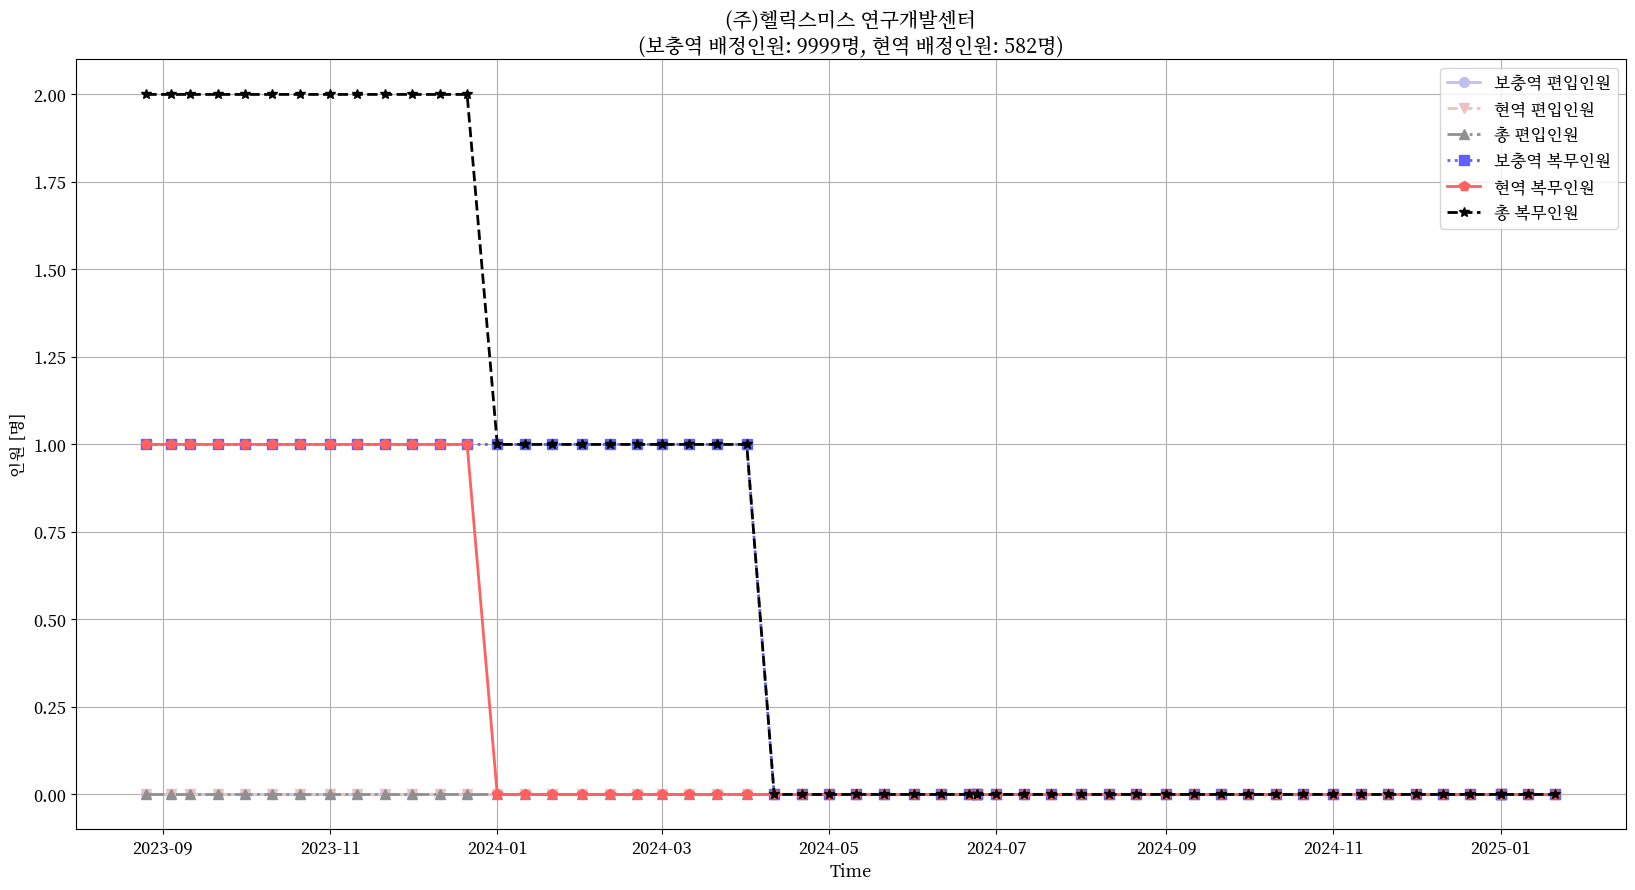 (주)헬릭스미스 연구개발센터
(보충역 배정인원: 9999명, 현역 배정인원: 582명)
보충역 편입인원
현역 편입인원
총 편입인원
보충역 복무인원
현역 복무인원
총 복무인원
인원 [명]
2.00
1.75
1.50
1.25
1.00
0.75
0.50
0.25
0.00
2023-09 2023-11 2024-01 2024-03 2024-05 2024-07 2024-09 2024-11 2025-01
Time